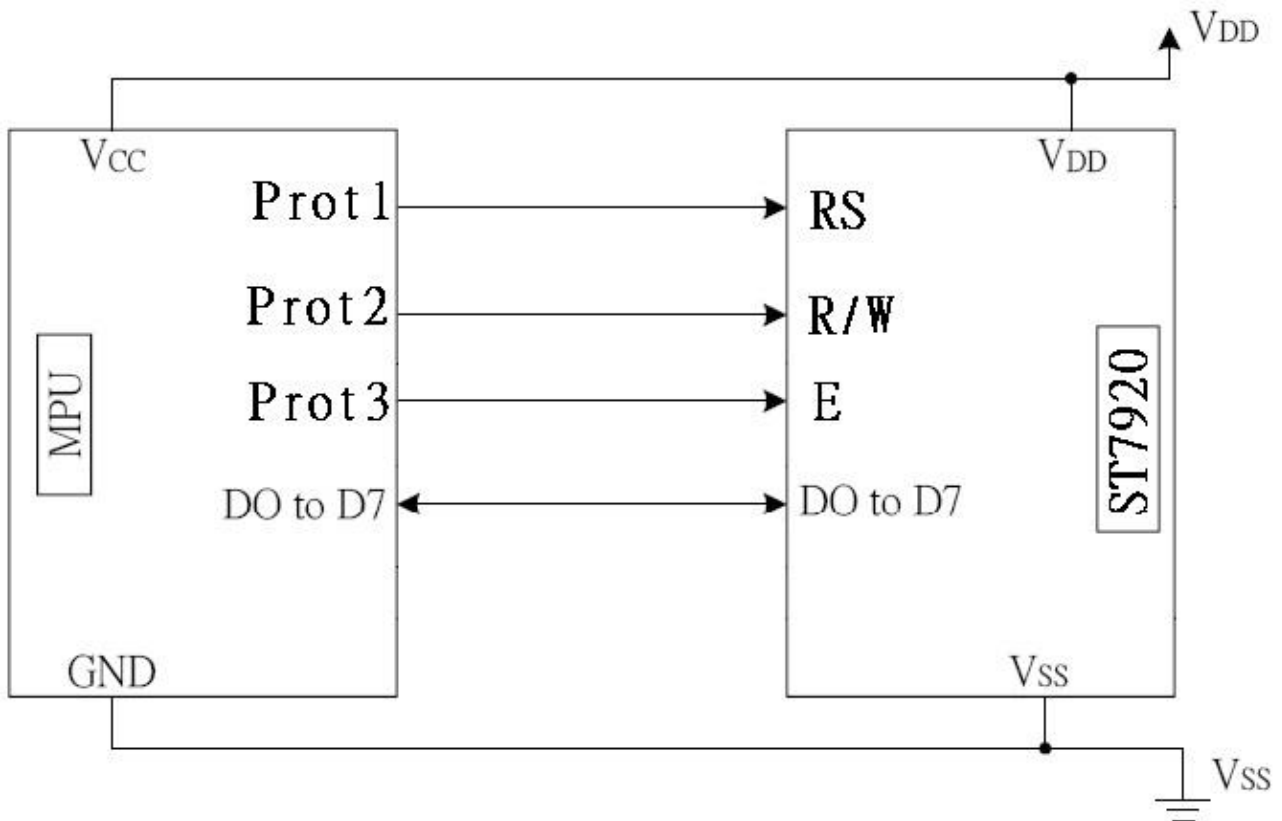 VDD
VCC
VDD
Prot1
RS
Prot2
R/W
MPU
Prot3
E
ST7920
DO to D7
DO to D7
GND
VSS
VSS